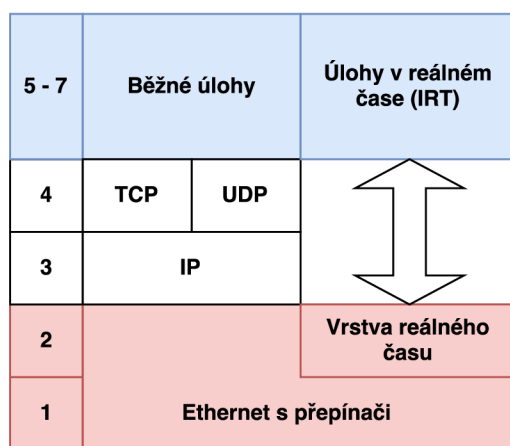 5 - 7
Běžné úlohy
Úlohy v reálném
čase (IRT)
4
TCP
UDP
3
IP
2
Vrstva reálného
času
1
Ethernet s přepínači